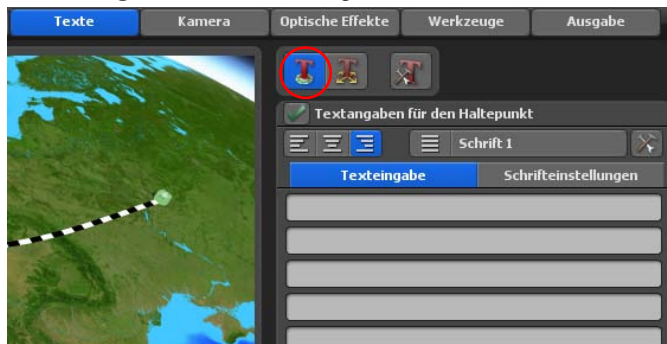 Texte Kamera Optische Effekte Werkzeuge Ausgabe
Textangaben für den Haltepunkt
Schrift 1
Texteingabe Schrifteinstellungen